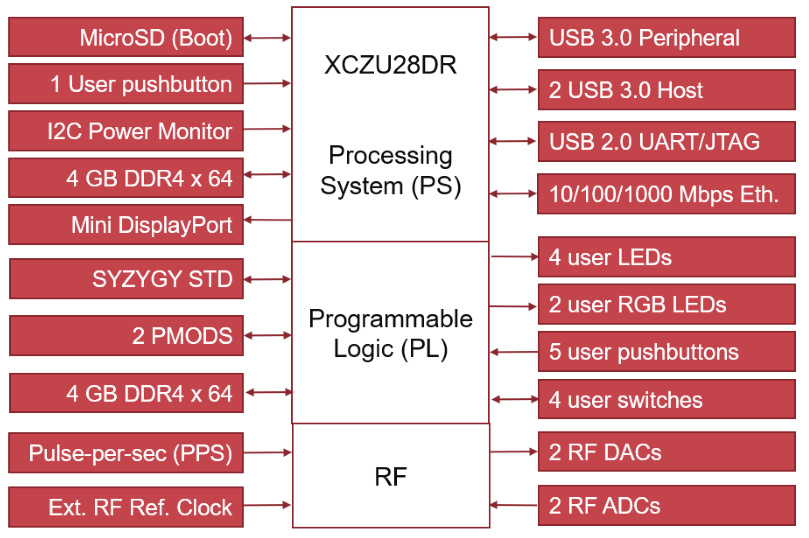 MicroSD (Boot)
1 User pushbutton
I2C Power Monitor
4 GB DDR4 x 64
Mini DisplayPort
SYZYGY STD
2 PMODS
4 GB DDR4 x 64
Pulse-per-sec (PPS)
Ext. RF Ref. Clock
XCZU28DR
Processing
System (PS)
Programmable
Logic (PL)
RF
USB 3.0 Peripheral
2 USB 3.0 Host
USB 2.0 UART/JTAG
10/100/1000 Mbps Eth.
4 user LEDs
2 user RGB LEDs
5 user pushbuttons
4 user switches
2 RF DACs
2 RF ADCs